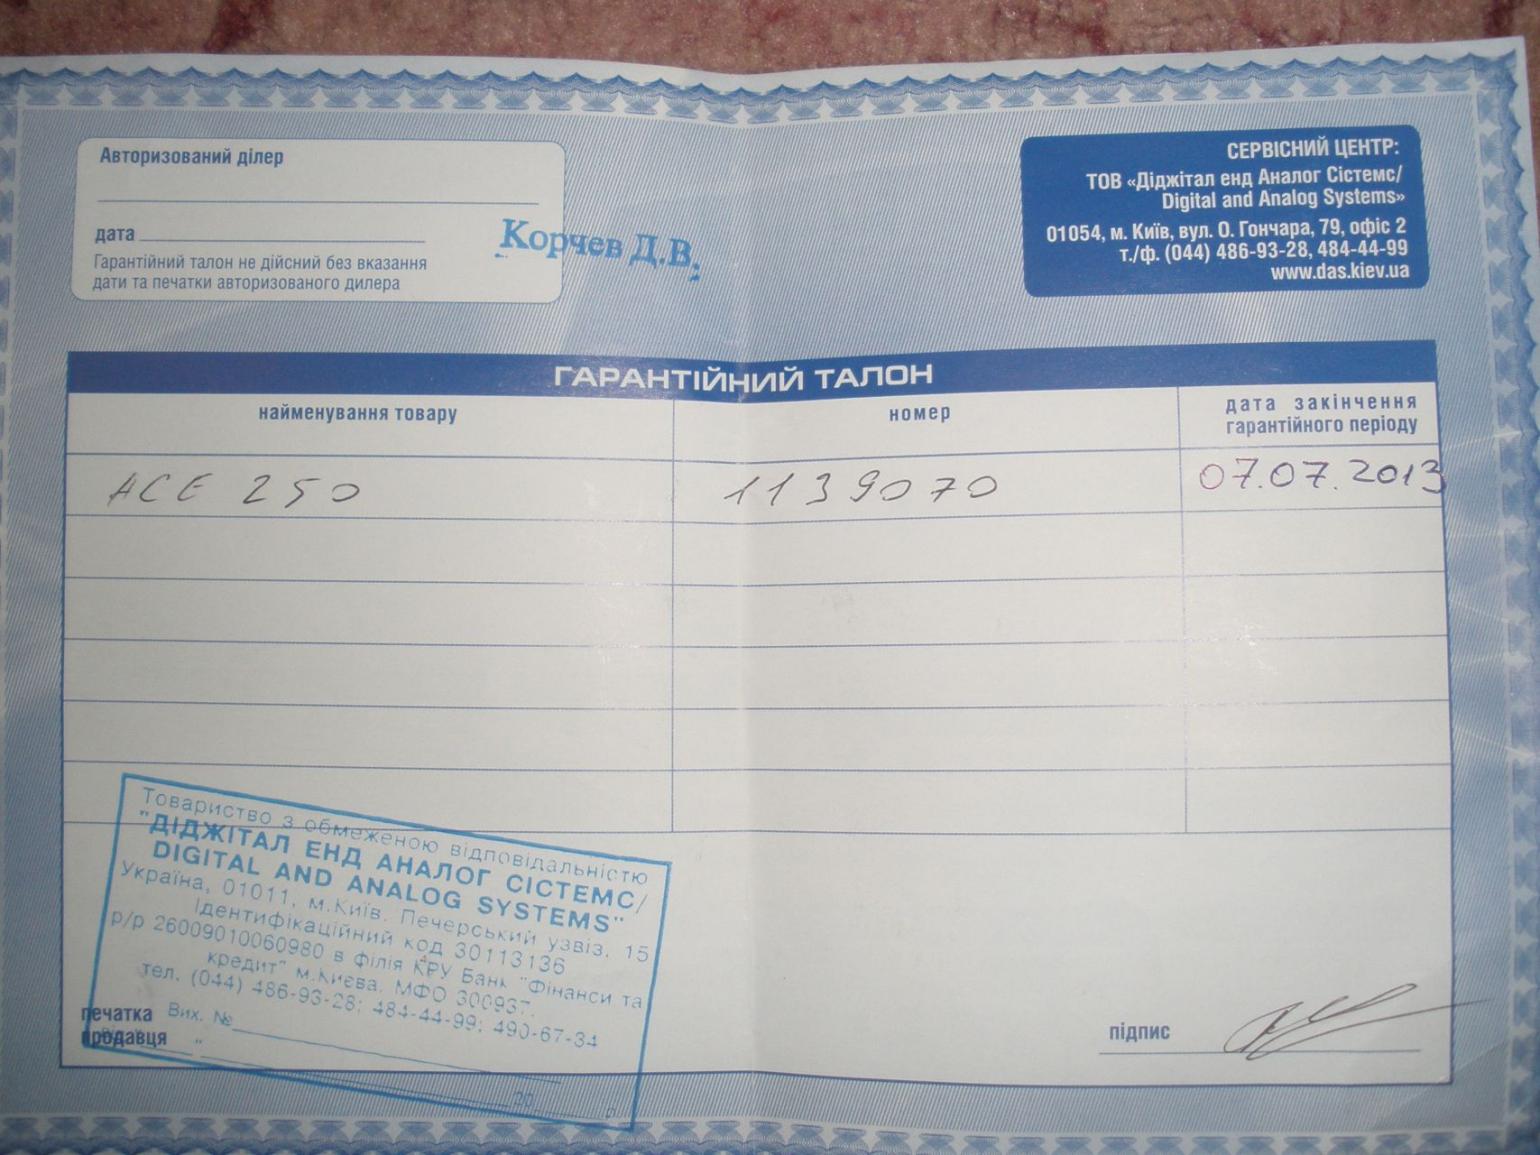 Авторизований ділер
дата
Гарантійний талон не дійсний без вказання
дати та печатки авторизованого дилера
Корчев Д.В.
СЕРВІСНИЙ ЦЕНТР:
ТОВ «Діджітал енд Аналог Сістемс/
Digital and Analog Systems»
01054, м. Київ, вул. О. Гончара, 79, офіс 2
т./ф. (044) 486-93-28, 484-44-99
www.das.kiev.ua
ГАРАНТІЙНИЙ ТАЛОН
найменування товару
номер
дата закінчення
гарантійного періоду
ACE 250
1139070
07.07.2013
Товариство з обмеженою відповідальністю
"ДІДЖІТАЛ ЕНД АНАЛОГ СІСТЕМС/
DIGITAL AND ANALOG SYSTEMS"
Україна, 01011, м.Київ. Печерський узвіз, 15
Ідентифікаційний код 30113136
р/р 26009010060980 в філія КРУ Банк "Фінанси та
кредит" м.Києва. МФО 300937.
тел. (044) 486-93-28; 484-44-99; 490-67-34
Вих. №
" 20 р.
печатка
продавця
підпис